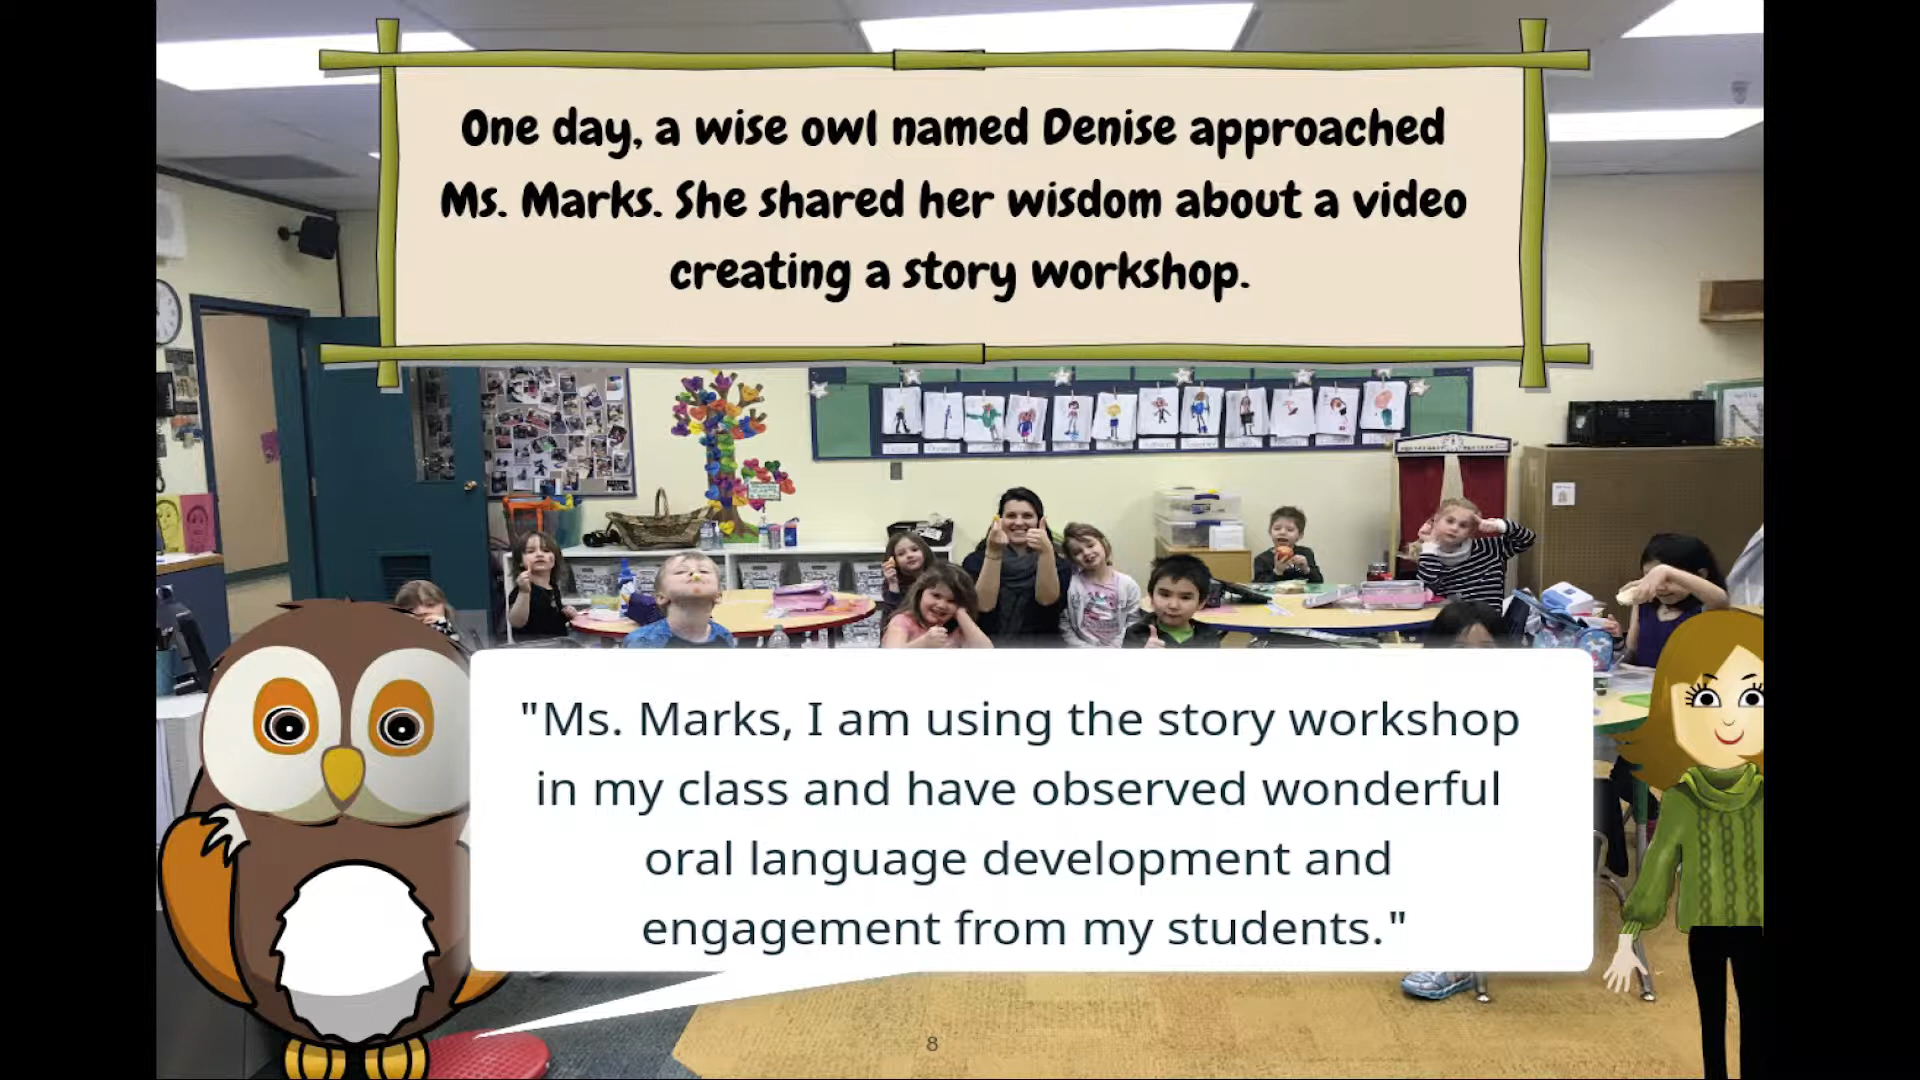 One day, a wise owl named Denise approached
Ms. Marks. She shared her wisdom about a video
creating a story workshop.
"Ms. Marks, I am using the story workshop
in my class and have observed wonderful
oral language development and
engagement from my students."
8